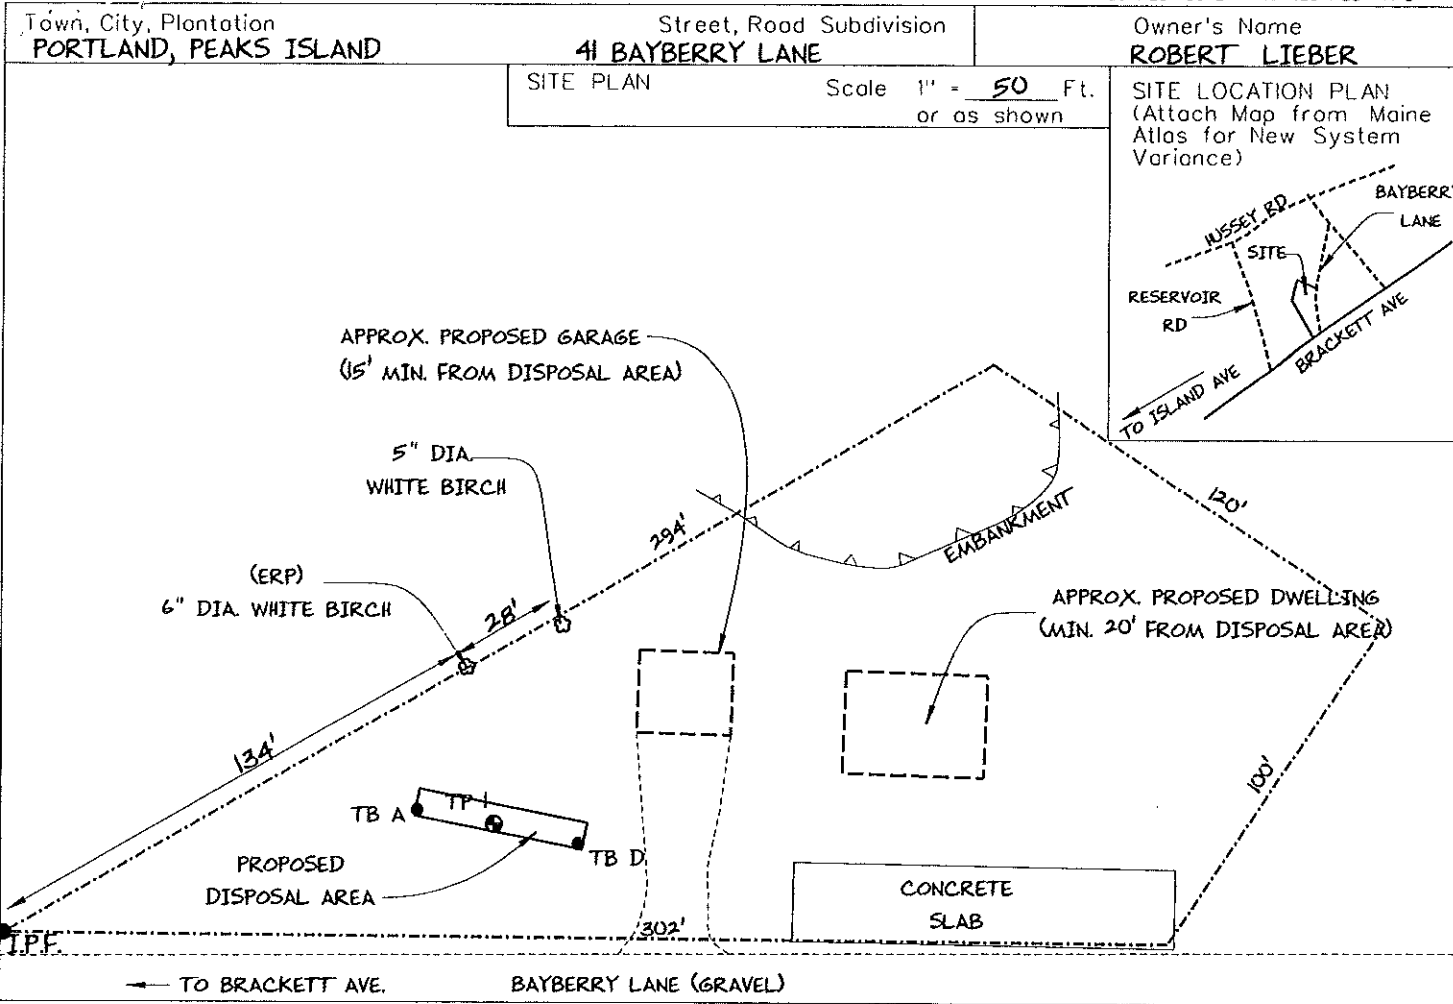 Town, City, Plantation
PORTLAND, PEAKS ISLAND
Street, Road Subdivision
41 BAYBERRY LANE
Owner's Name
ROBERT LIEBER
SITE PLAN
Scale 1" = 50 Ft.
or as shown
SITE LOCATION PLAN
(Attach Map from Maine
Atlas for New System
Variance)
HUSSEY RD
BAYBERRY
LANE
SITE
RESERVOIR
RD
BRACKETT AVE
TO ISLAND AVE
APPROX. PROPOSED GARAGE
(15' MIN. FROM DISPOSAL AREA)
5" DIA.
WHITE BIRCH
294'
EMBANKMENT
120'
(ERP)
6" DIA. WHITE BIRCH
28'
APPROX. PROPOSED DWELLING
(MIN. 20' FROM DISPOSAL AREA)
134'
100'
TB A
TP 1
TB D
PROPOSED
DISPOSAL AREA
CONCRETE
SLAB
302'
I.P.F.
TO BRACKETT AVE.
BAYBERRY LANE (GRAVEL)